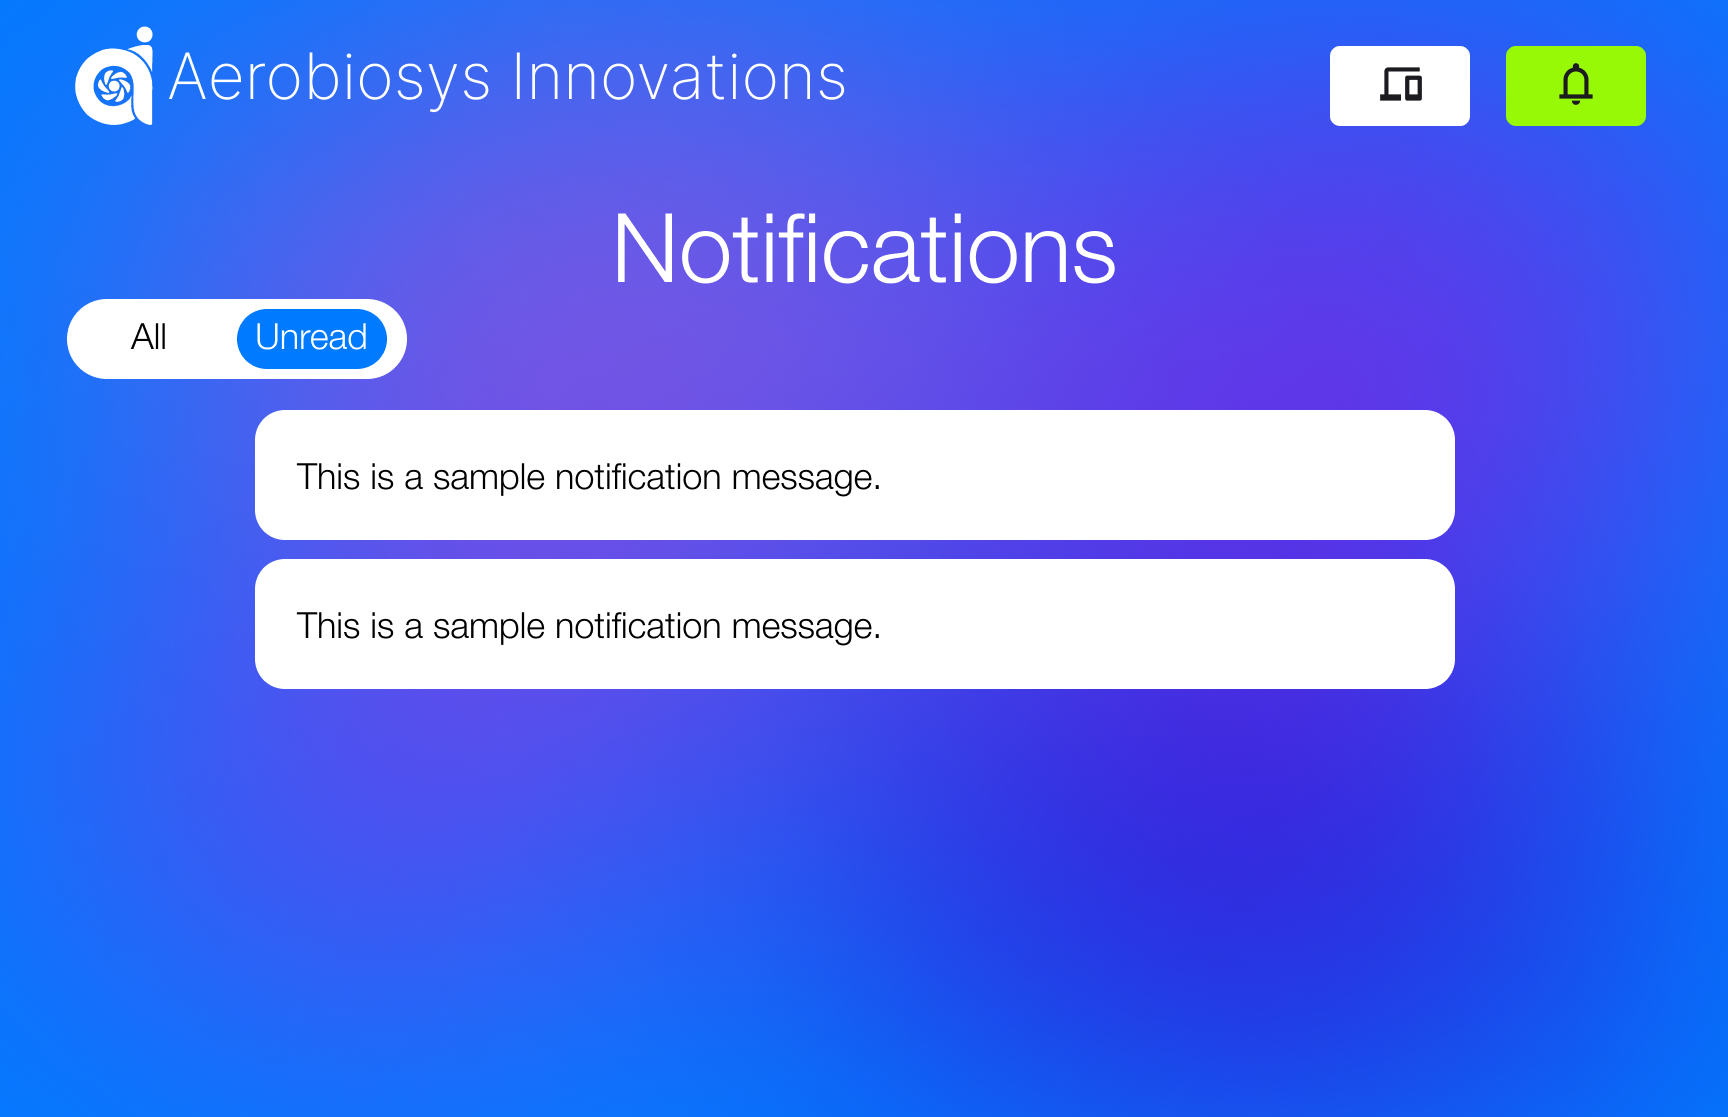 Aerobiosys Innovations
Notifications
All
Unread
This is a sample notification message.
This is a sample notification message.